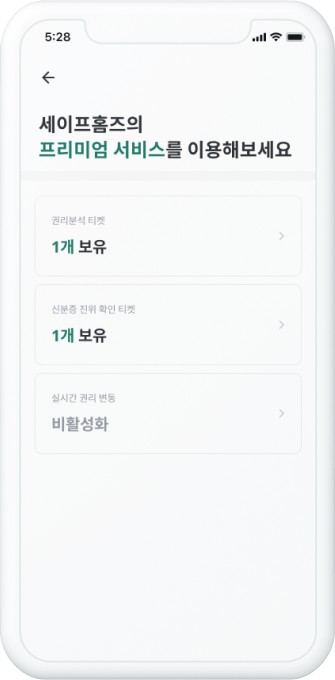 5:28
세이프홈즈의
프리미엄 서비스를 이용해보세요
권리분석 티켓
1개 보유
신분증 진위 확인 티켓
1개 보유
실시간 권리 변동
비활성화